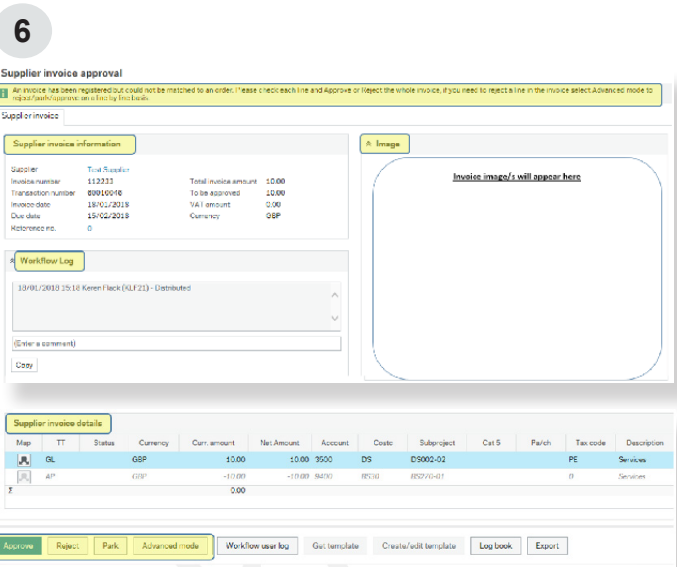 6
Supplier invoice approval
An invoice has been registered but could not be matched to an order. Please check each line and Approve or Reject the whole invoice, if you need to reject a line in the invoice select Advanced mode to
reject/park/approve on a line by line basis
Supplier invoice
Supplier invoice information
Image
Supplier Test Supplier
Invoice number 112233 Total invoice amount 10.00
Transaction number 80010046 To be approved 10.00
Invoice date 18/01/2018 VAT amount 0.00
Due date 15/02/2018 Currency GBP
Reference no. 0
Invoice image/s will appear here
Workflow Log
18/01/2018 15:18 Keren Flack (KLF21) - Distributed
(Enter a comment)
Copy
Supplier invoice details
Map TT Status Currency Curr. amount Net Amount Account Costc Subproject Cat 5 Pa/ch Tax code Description
GL GBP 10.00 10.00 3500 DS DS002-02 PE Services
AP GBP -10.00 -10.00 9400 BS30 BS270-01 0 Services
Σ 0.00
Approve Reject Park Advanced mode Workflow user log Get template Create/edit template Log book Export